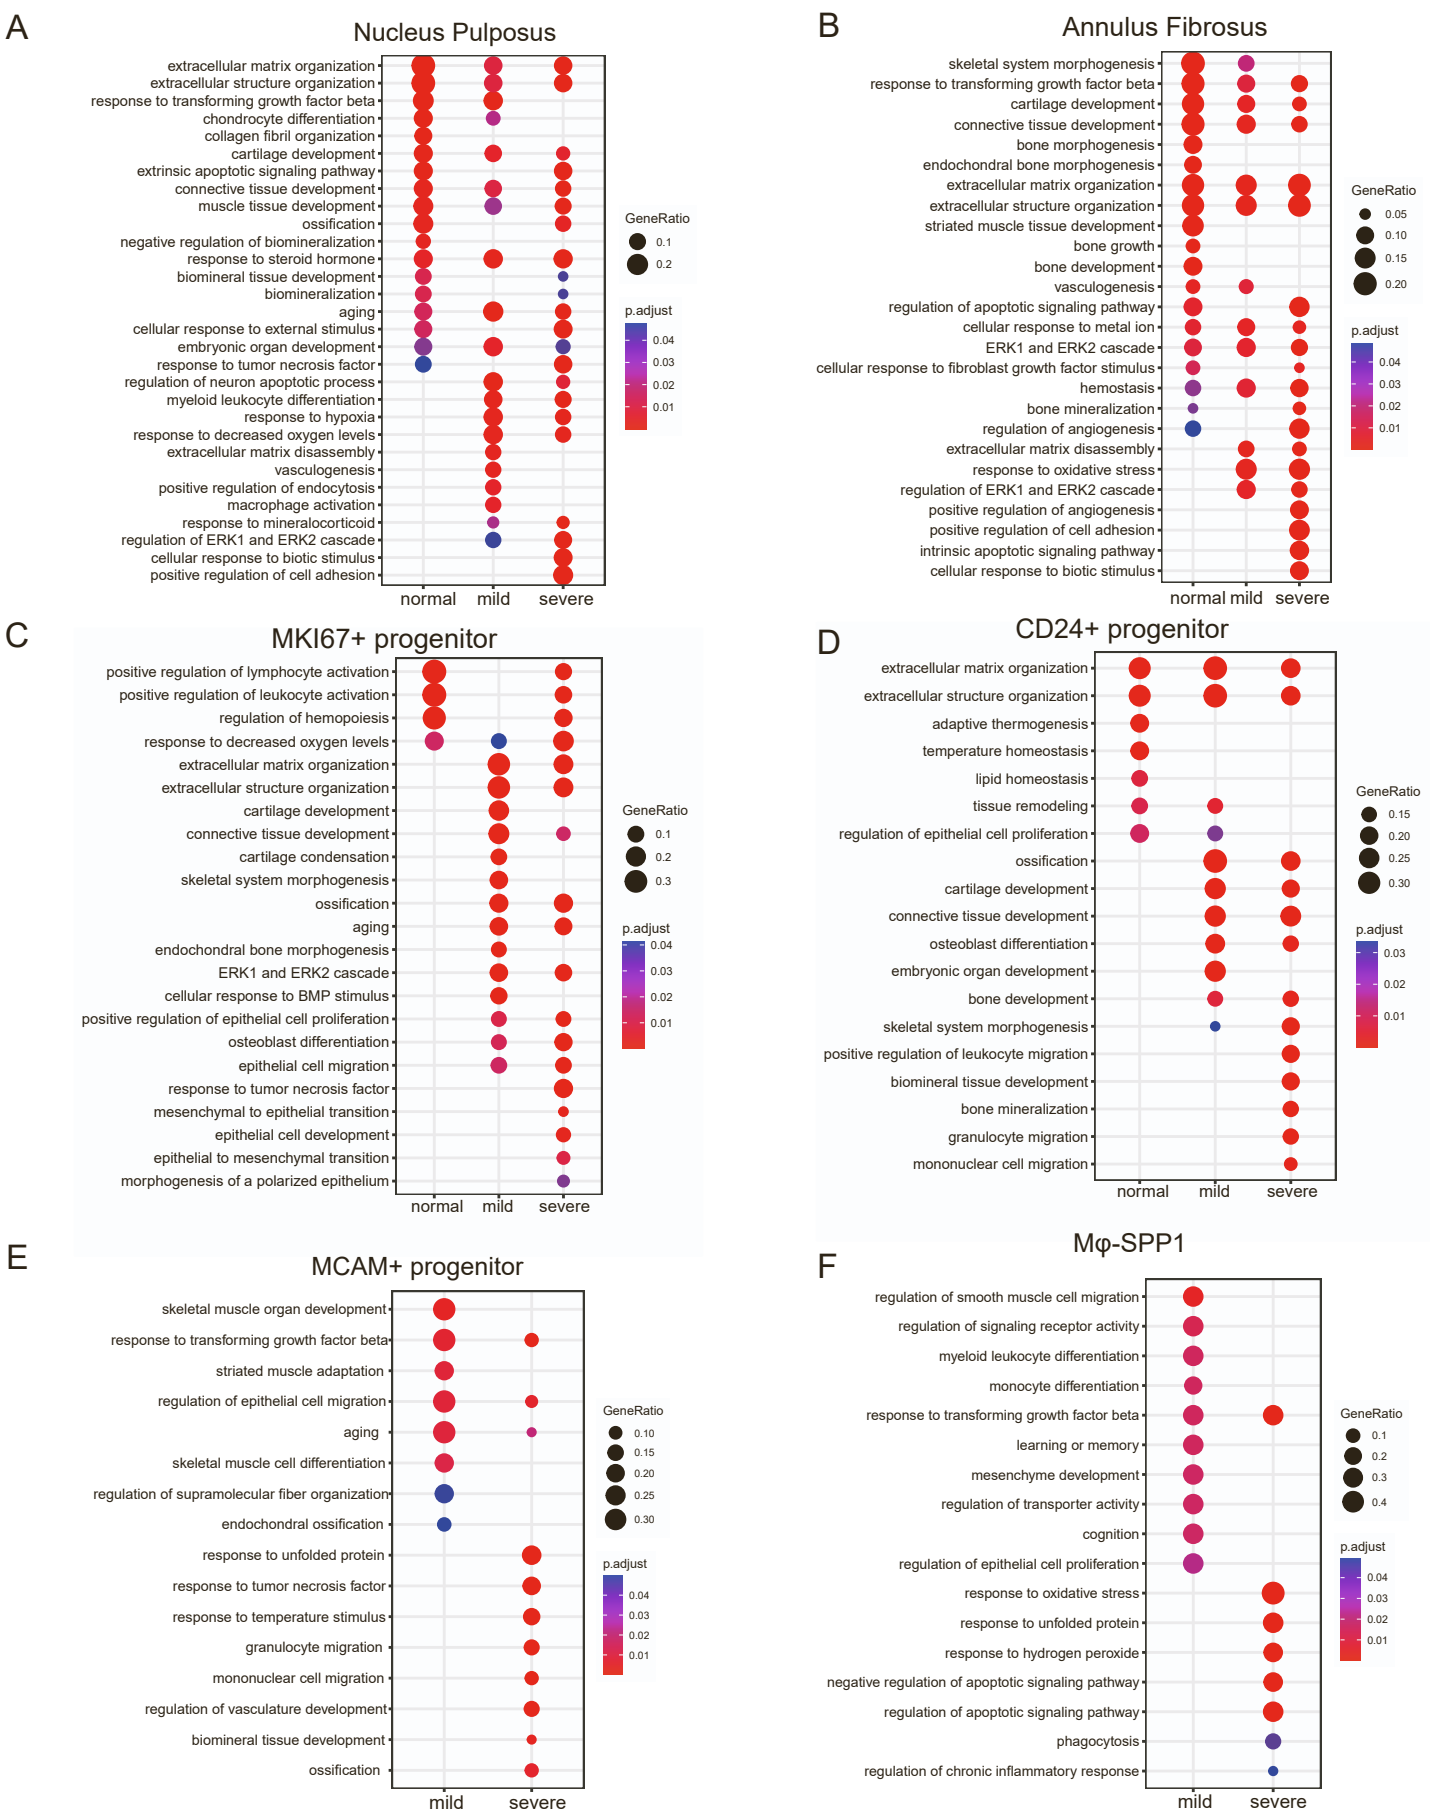 A
Nucleus Pulposus
extracellular matrix organization
extracellular structure organization
response to transforming growth factor beta
chondrocyte differentiation
collagen fibril organization
cartilage development
extrinsic apoptotic signaling pathway
connective tissue development
muscle tissue development
ossification
negative regulation of biomineralization
response to steroid hormone
biomineral tissue development
biomineralization
aging
cellular response to external stimulus
embryonic organ development
response to tumor necrosis factor
regulation of neuron apoptotic process
myeloid leukocyte differentiation
response to hypoxia
response to decreased oxygen levels
extracellular matrix disassembly
vasculogenesis
positive regulation of endocytosis
macrophage activation
response to mineralocorticoid
regulation of ERK1 and ERK2 cascade
cellular response to biotic stimulus
positive regulation of cell adhesion
normal mild severe
GeneRatio
0.1
0.2
p.adjust
0.04
0.03
0.02
0.01
B
Annulus Fibrosus
skeletal system morphogenesis
response to transforming growth factor beta
cartilage development
connective tissue development
bone morphogenesis
endochondral bone morphogenesis
extracellular matrix organization
extracellular structure organization
striated muscle tissue development
bone growth
bone development
vasculogenesis
regulation of apoptotic signaling pathway
cellular response to metal ion
ERK1 and ERK2 cascade
cellular response to fibroblast growth factor stimulus
hemostasis
bone mineralization
regulation of angiogenesis
extracellular matrix disassembly
response to oxidative stress
regulation of ERK1 and ERK2 cascade
positive regulation of angiogenesis
positive regulation of cell adhesion
intrinsic apoptotic signaling pathway
cellular response to biotic stimulus
normal mild severe
GeneRatio
0.05
0.10
0.15
0.20
p.adjust
0.04
0.03
0.02
0.01
C
MKI67+ progenitor
positive regulation of lymphocyte activation
positive regulation of leukocyte activation
regulation of hemopoiesis
response to decreased oxygen levels
extracellular matrix organization
extracellular structure organization
cartilage development
connective tissue development
cartilage condensation
skeletal system morphogenesis
ossification
aging
endochondral bone morphogenesis
ERK1 and ERK2 cascade
cellular response to BMP stimulus
positive regulation of epithelial cell proliferation
osteoblast differentiation
epithelial cell migration
response to tumor necrosis factor
mesenchymal to epithelial transition
epithelial cell development
epithelial to mesenchymal transition
morphogenesis of a polarized epithelium
normal mild severe
GeneRatio
0.1
0.2
0.3
p.adjust
0.04
0.03
0.02
0.01
D
CD24+ progenitor
extracellular matrix organization
extracellular structure organization
adaptive thermogenesis
temperature homeostasis
lipid homeostasis
tissue remodeling
regulation of epithelial cell proliferation
ossification
cartilage development
connective tissue development
osteoblast differentiation
embryonic organ development
bone development
skeletal system morphogenesis
positive regulation of leukocyte migration
biomineral tissue development
bone mineralization
granulocyte migration
mononuclear cell migration
normal mild severe
GeneRatio
0.15
0.20
0.25
0.30
p.adjust
0.03
0.02
0.01
E
MCAM+ progenitor
skeletal muscle organ development
response to transforming growth factor beta
striated muscle adaptation
regulation of epithelial cell migration
aging
skeletal muscle cell differentiation
regulation of supramolecular fiber organization
endochondral ossification
response to unfolded protein
response to tumor necrosis factor
response to temperature stimulus
granulocyte migration
mononuclear cell migration
regulation of vasculature development
biomineral tissue development
ossification
mild severe
GeneRatio
0.10
0.15
0.20
0.25
0.30
p.adjust
0.04
0.03
0.02
0.01
F
Mφ-SPP1
regulation of smooth muscle cell migration
regulation of signaling receptor activity
myeloid leukocyte differentiation
monocyte differentiation
response to transforming growth factor beta
learning or memory
mesenchyme development
regulation of transporter activity
cognition
regulation of epithelial cell proliferation
response to oxidative stress
response to unfolded protein
response to hydrogen peroxide
negative regulation of apoptotic signaling pathway
regulation of apoptotic signaling pathway
phagocytosis
regulation of chronic inflammatory response
mild severe
GeneRatio
0.1
0.2
0.3
0.4
p.adjust
0.04
0.03
0.02
0.01